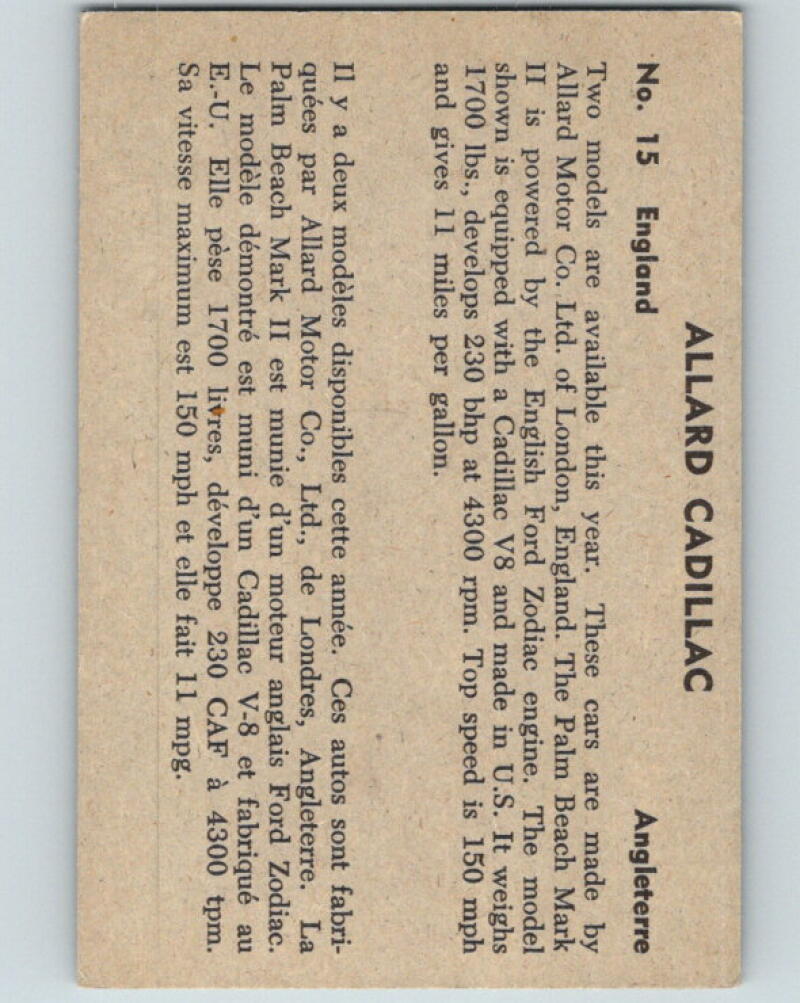 ALLARD CADILLAC
No. 15 England Angleterre
Two models are available this year. These cars are made by
Allard Motor Co. Ltd. of London, England. The Palm Beach Mark
II is powered by the English Ford Zodiac engine. The model
shown is equipped with a Cadillac V8 and made in U.S. It weighs
1700 lbs., develops 230 bhp at 4300 rpm. Top speed is 150 mph
and gives 11 miles per gallon.
Il y a deux modèles disponibles cette année. Ces autos sont fabri-
quées par Allard Motor Co., Ltd., de Londres, Angleterre. La
Palm Beach Mark II est munie d'un moteur anglais Ford Zodiac.
Le modèle démontré est muni d'un Cadillac V-8 et fabriqué au
E.-U. Elle pèse 1700 livres, développe 230 CAF à 4300 tpm.
Sa vitesse maximum est 150 mph et elle fait 11 mpg.